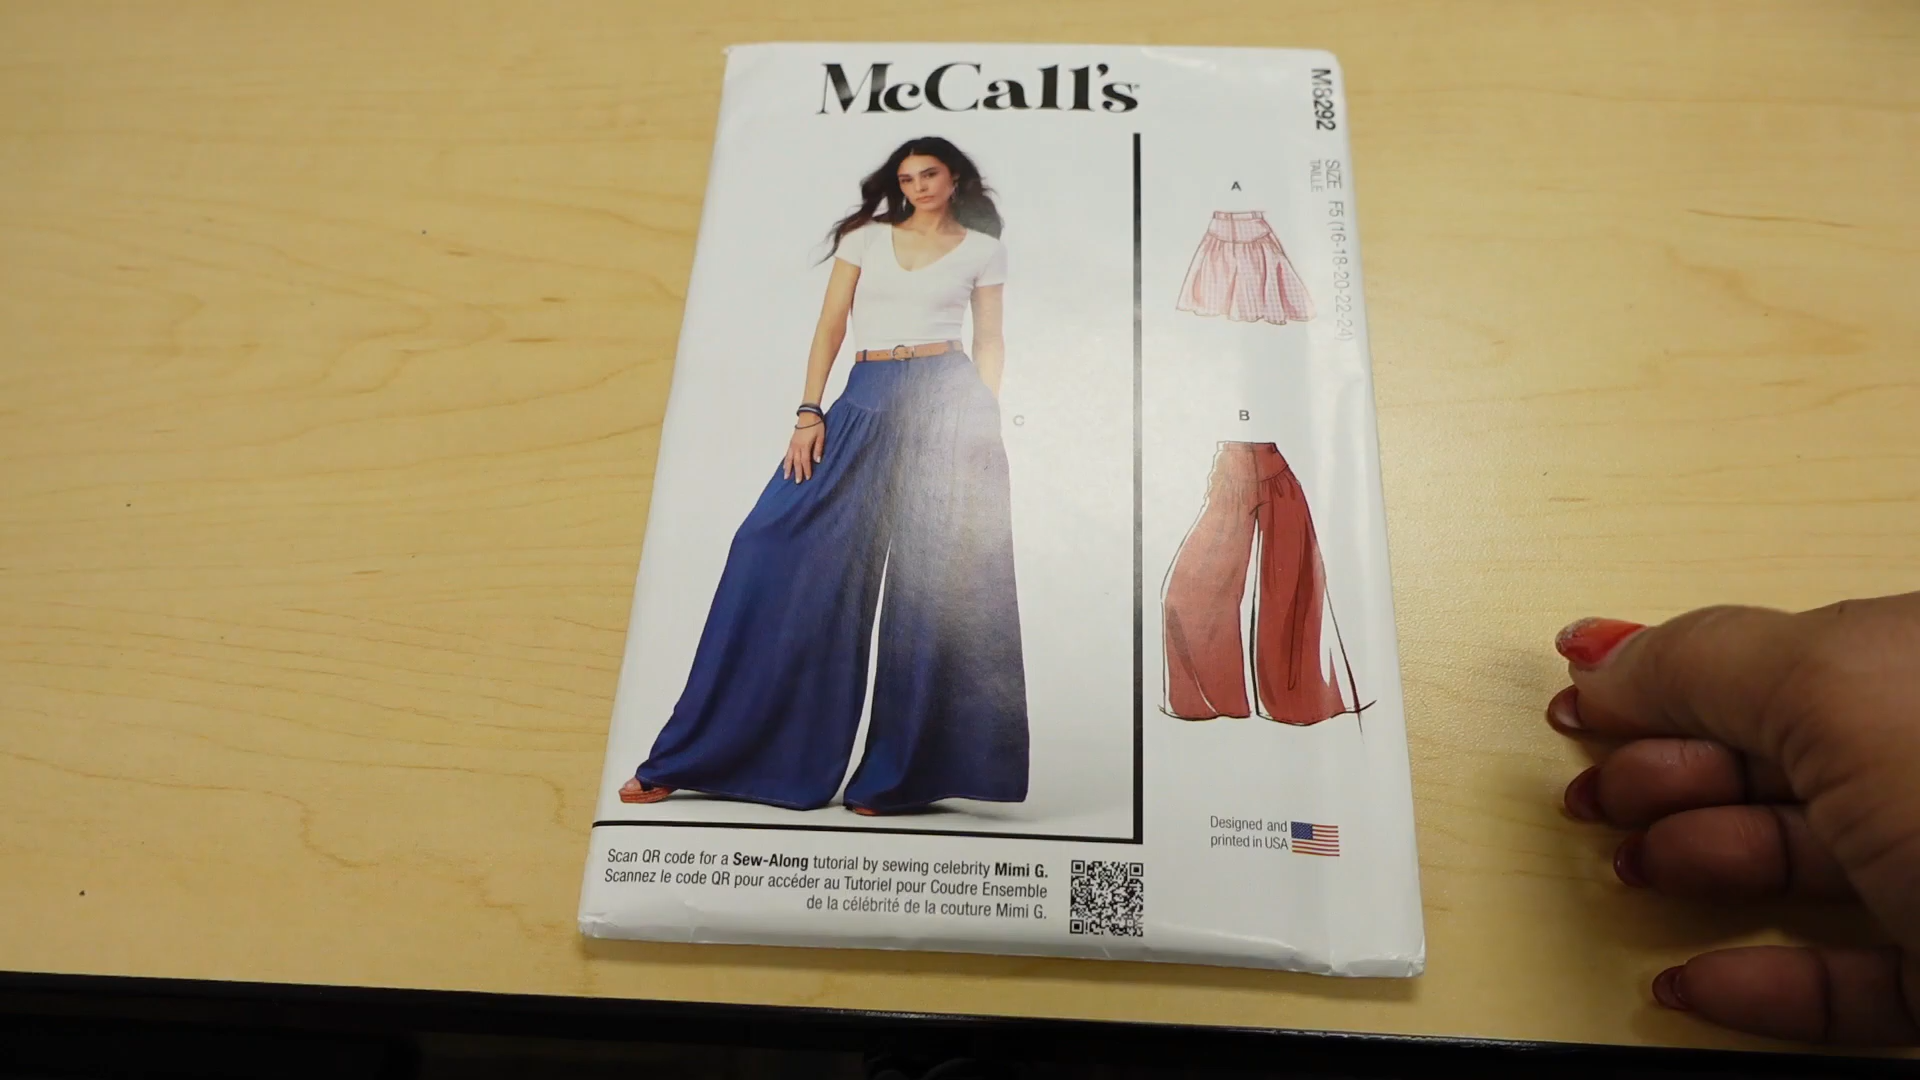 McCall's
M8292
SIZE F5 (16-18-20-22-24)
TAILLE
A
C
B
Designed and
printed in USA
Scan QR code for a Sew-Along tutorial by sewing celebrity Mimi G.
Scannez le code QR pour accéder au Tutoriel pour Coudre Ensemble
de la célébrité de la couture Mimi G.